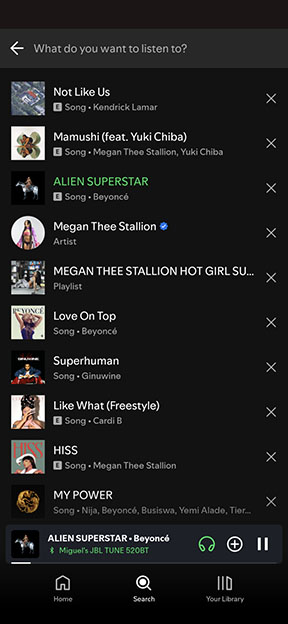 What do you want to listen to?
Not Like Us
E Song • Kendrick Lamar
Mamushi (feat. Yuki Chiba)
E Song • Megan Thee Stallion, Yuki Chiba
ALIEN SUPERSTAR
E Song • Beyoncé
Megan Thee Stallion
Artist
MEGAN THEE STALLION HOT GIRL SU...
Playlist
Love On Top
Song • Beyoncé
Superhuman
Song • Ginuwine
Like What (Freestyle)
E Song • Cardi B
HISS
E Song • Megan Thee Stallion
MY POWER
Song • Nija, Beyoncé, Busiswa, Yemi Alade, Tier...
ALIEN SUPERSTAR • Beyoncé
Miguel's JBL TUNE 520BT
Home
Search
Your Library